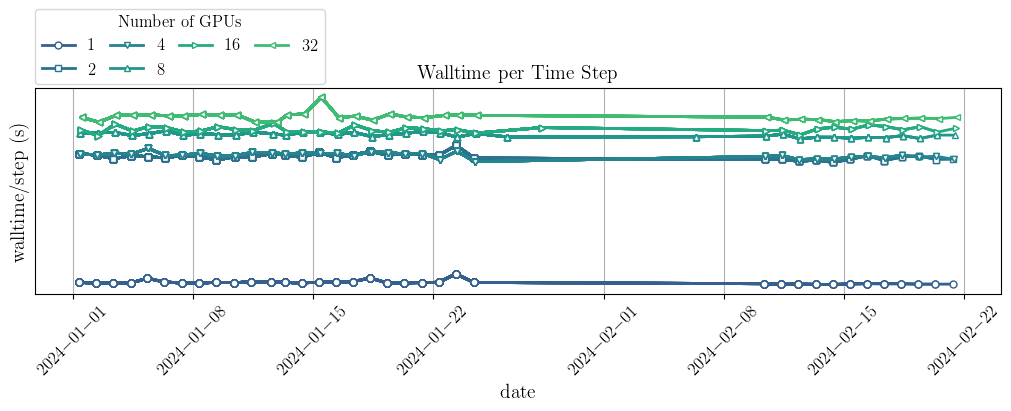 Number of GPUs
1 4 16 32
2 8
Walltime per Time Step
walltime/step (s)
2024−01−01 2024−01−08 2024−01−15 2024−01−22 2024−02−01 2024−02−08 2024−02−15 2024−02−22
date